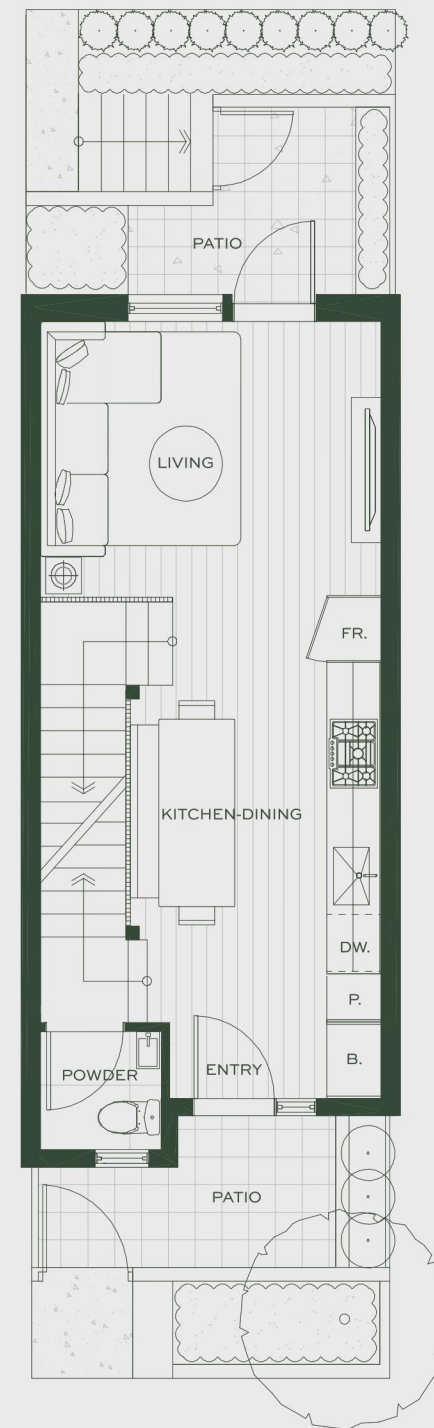 PATIO
LIVING
FR.
KITCHEN-DINING
DW.
P.
B.
POWDER
ENTRY
PATIO